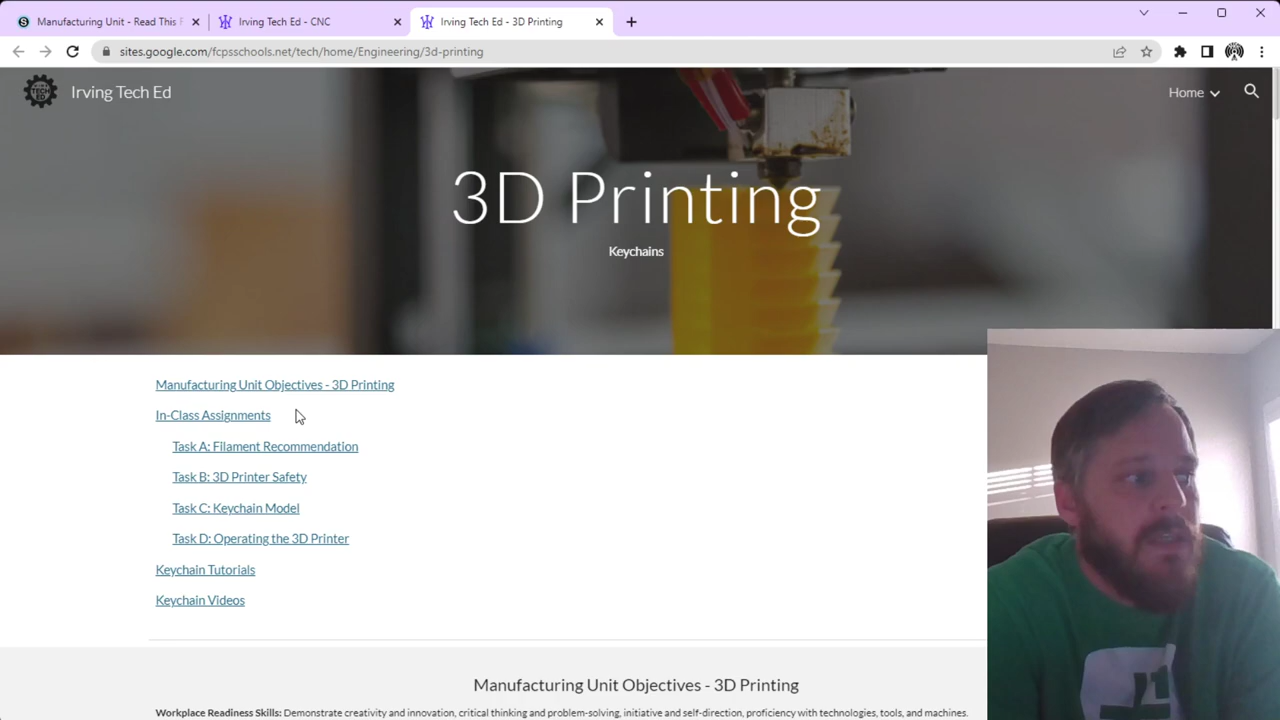 Manufacturing Unit - Read This F
Irving Tech Ed - CNC
Irving Tech Ed - 3D Printing
sites.google.com/fcpsschools.net/tech/home/Engineering/3d-printing
Irving Tech Ed
Home
3D Printing
Keychains
Manufacturing Unit Objectives - 3D Printing
In-Class Assignments
Task A: Filament Recommendation
Task B: 3D Printer Safety
Task C: Keychain Model
Task D: Operating the 3D Printer
Keychain Tutorials
Keychain Videos
Manufacturing Unit Objectives - 3D Printing
Workplace Readiness Skills: Demonstrate creativity and innovation, critical thinking and problem-solving, initiative and self-direction, proficiency with technologies, tools, and machines.